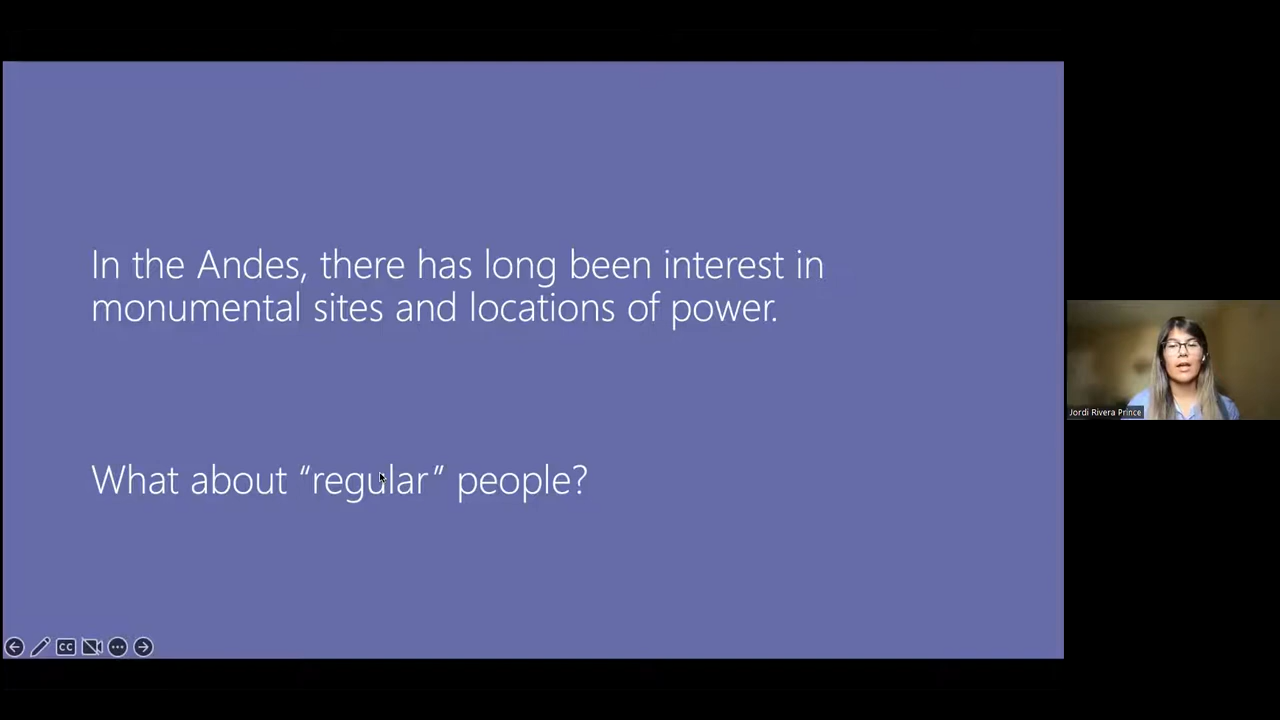 In the Andes, there has long been interest in
monumental sites and locations of power.
What about “regular” people?
Jordi Rivera Prince
CC